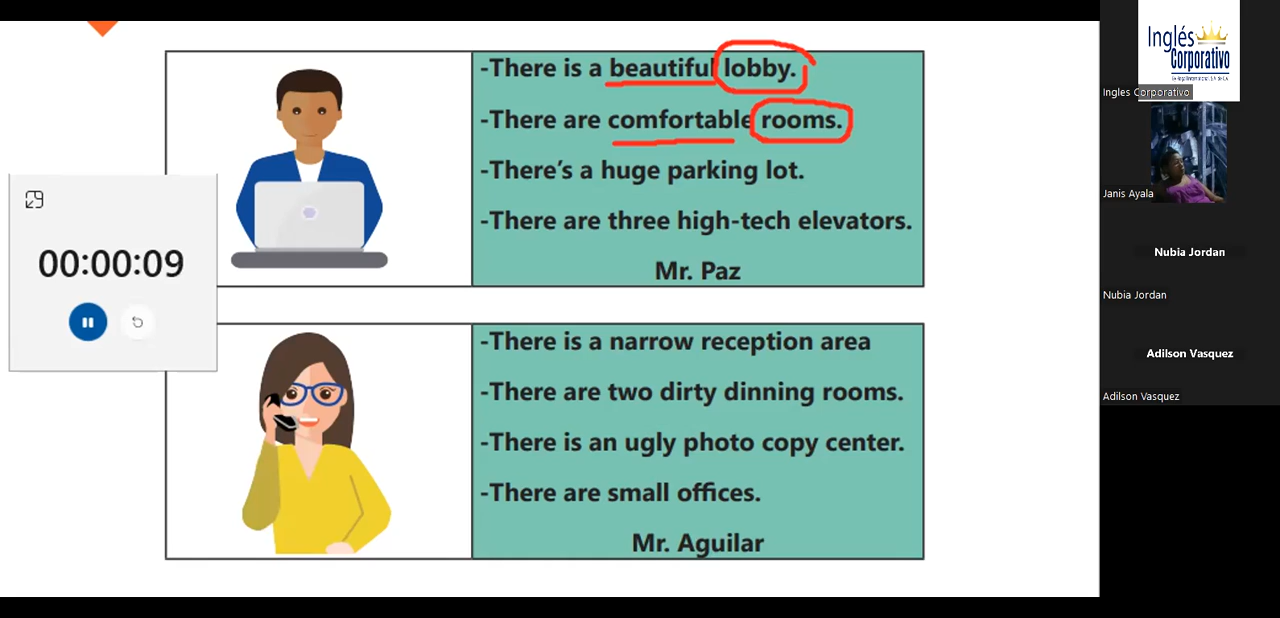 -There is a beautiful lobby.
-There are comfortable rooms.
-There's a huge parking lot.
-There are three high-tech elevators.
Mr. Paz
00:00:09
-There is a narrow reception area
-There are two dirty dinning rooms.
-There is an ugly photo copy center.
-There are small offices.
Mr. Aguilar
Inglés
Corporativo
Ingles Corporativo
Janis Ayala
Nubia Jordan
Nubia Jordan
Adilson Vasquez
Adilson Vasquez